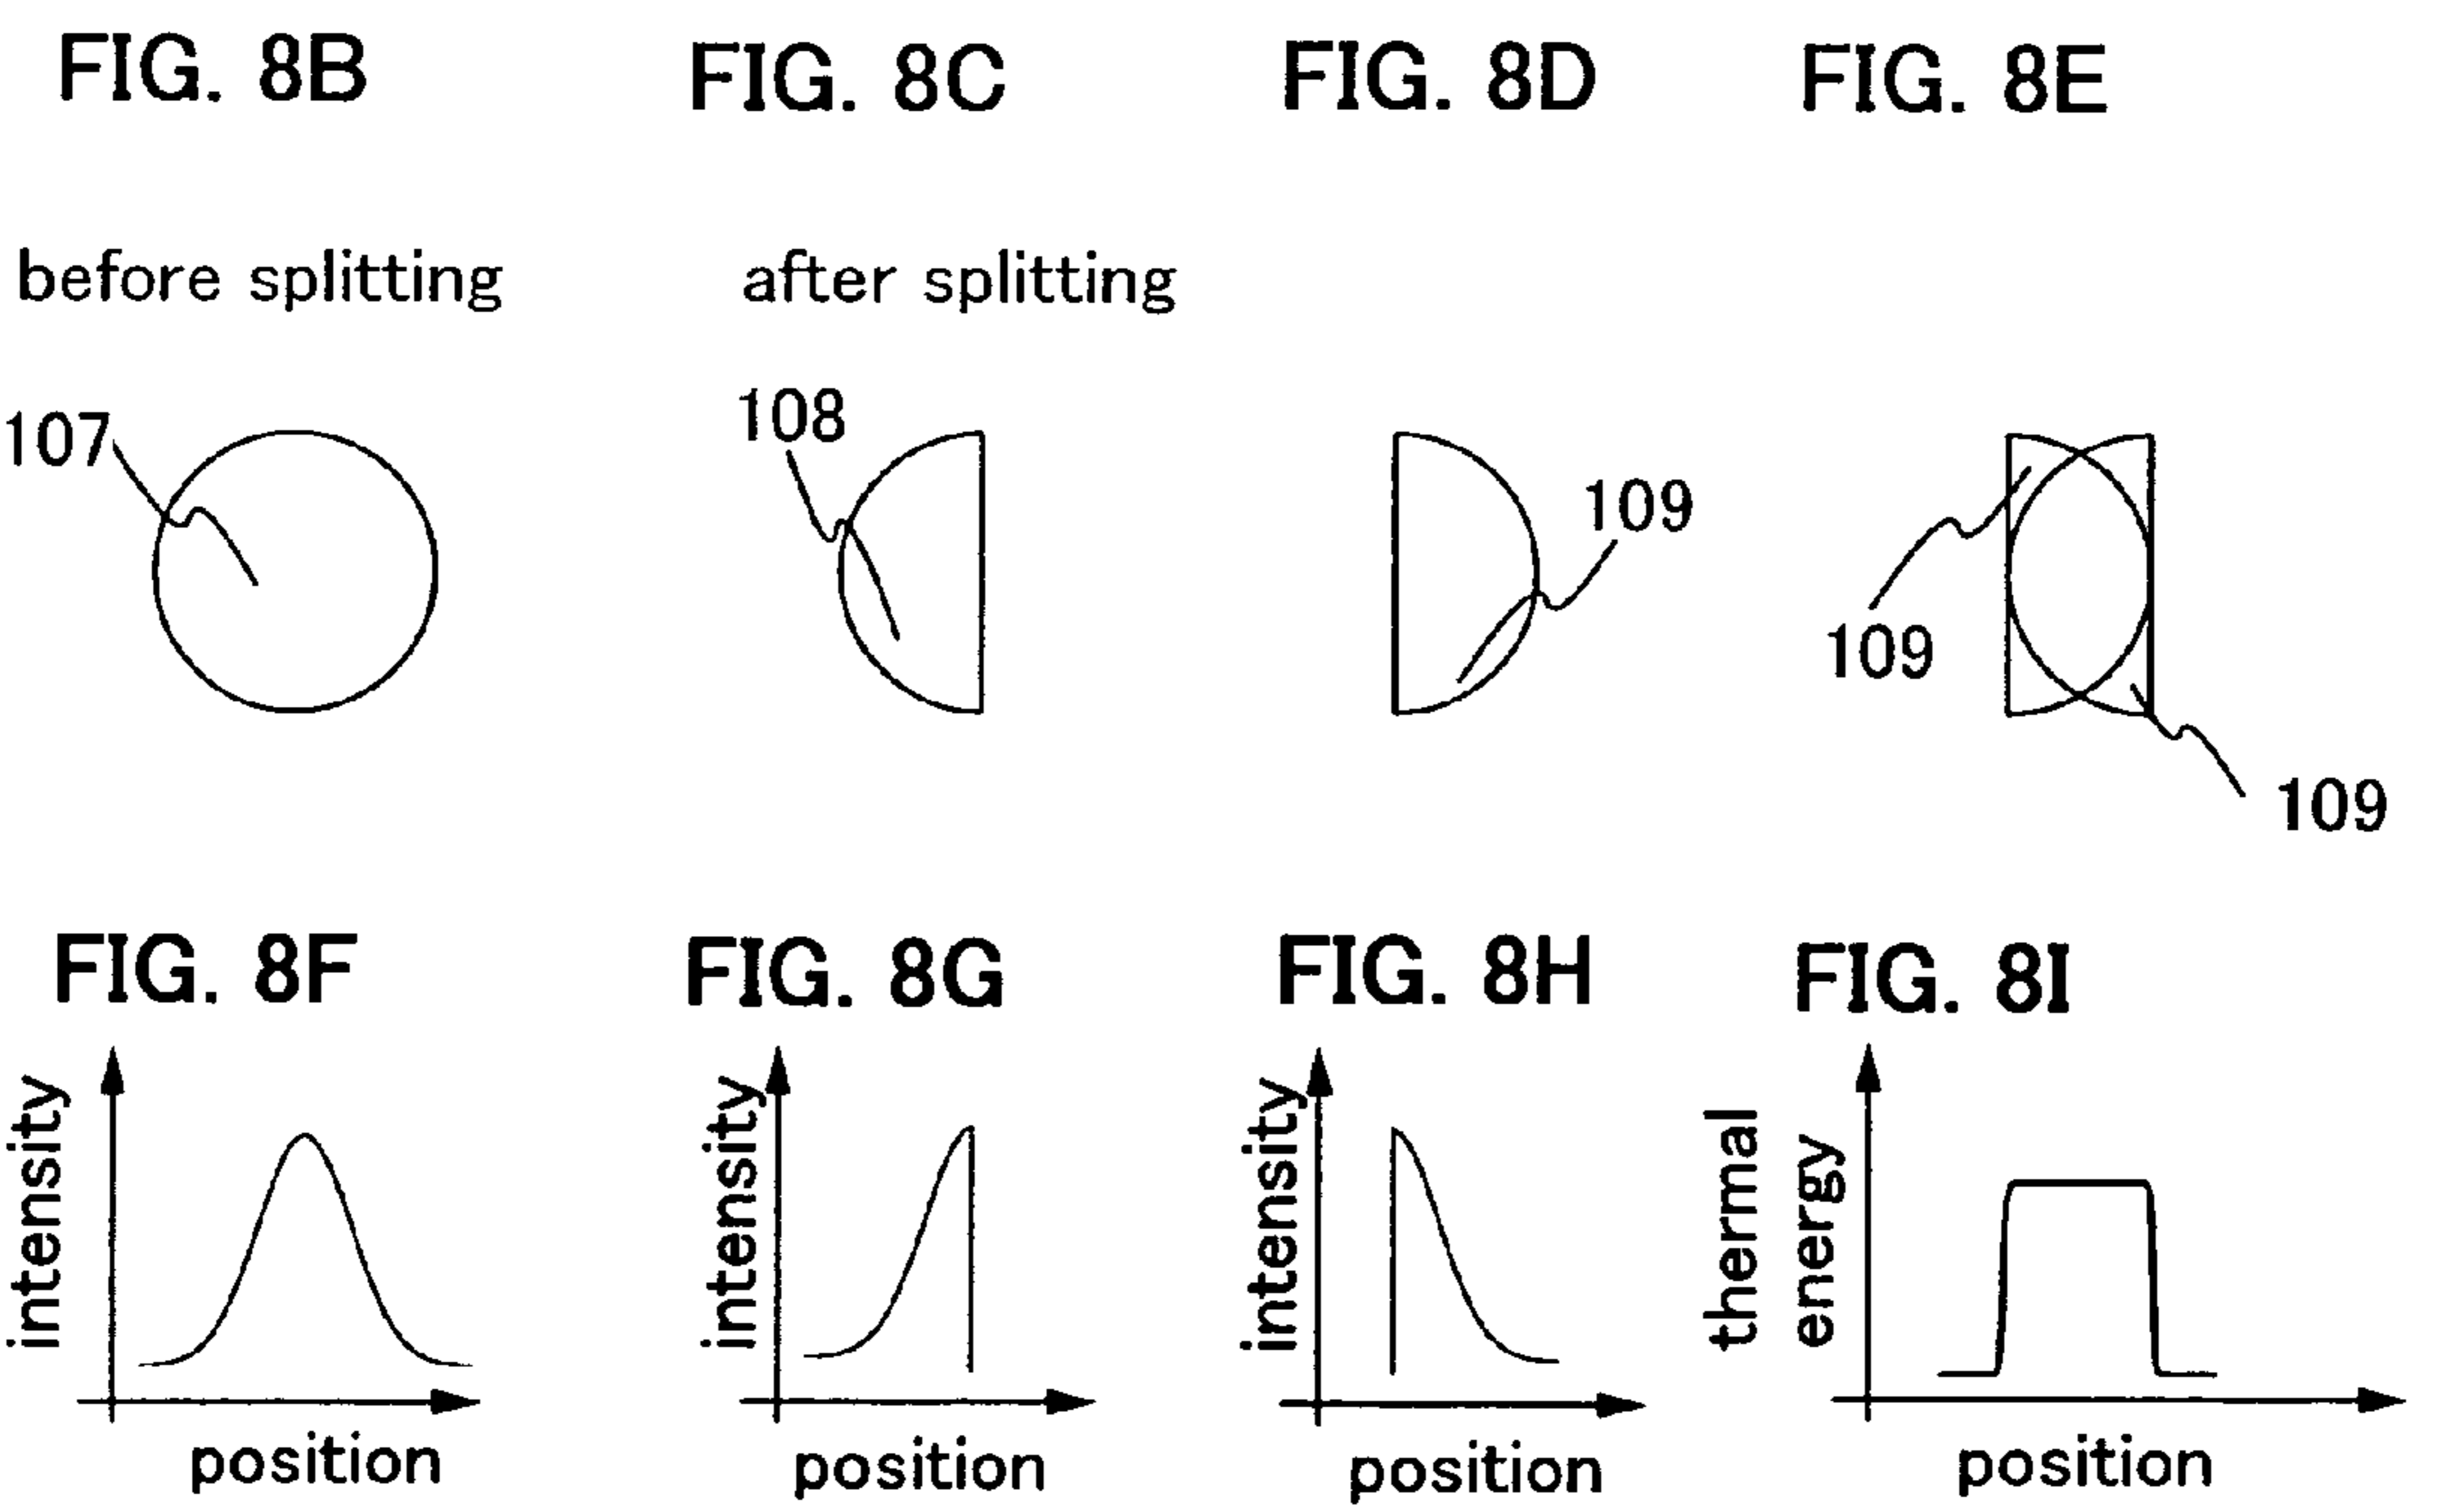 FIG. 8B
FIG. 8C
FIG. 8D
FIG. 8E
before splitting
after splitting
107
108
109
109
109
FIG. 8F
FIG. 8G
FIG. 8H
FIG. 8I
intensity
position
intensity
position
intensity
position
thermal
energy
position